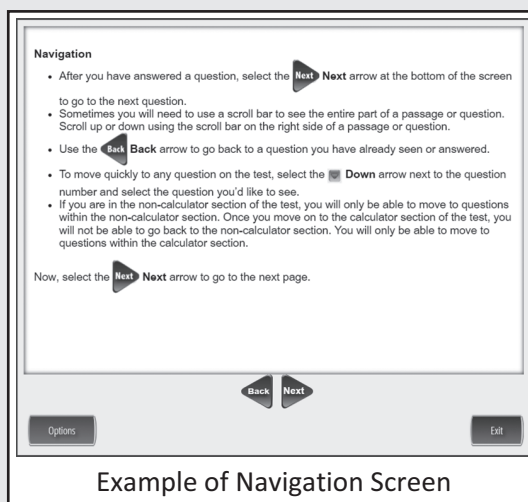 Navigation
• After you have answered a question, select the Next Next arrow at the bottom of the screen
to go to the next question.
• Sometimes you will need to use a scroll bar to see the entire part of a passage or question.
Scroll up or down using the scroll bar on the right side of a passage or question.
• Use the Back Back arrow to go back to a question you have already seen or answered.
• To move quickly to any question on the test, select the Down arrow next to the question
number and select the question you'd like to see.
• If you are in the non-calculator section of the test, you will only be able to move to questions
within the non-calculator section. Once you move on to the calculator section of the test, you
will not be able to go back to the non-calculator section. You will only be able to move to
questions within the calculator section.
Now, select the Next Next arrow to go to the next page.
Back Next
Options Exit
Example of Navigation Screen